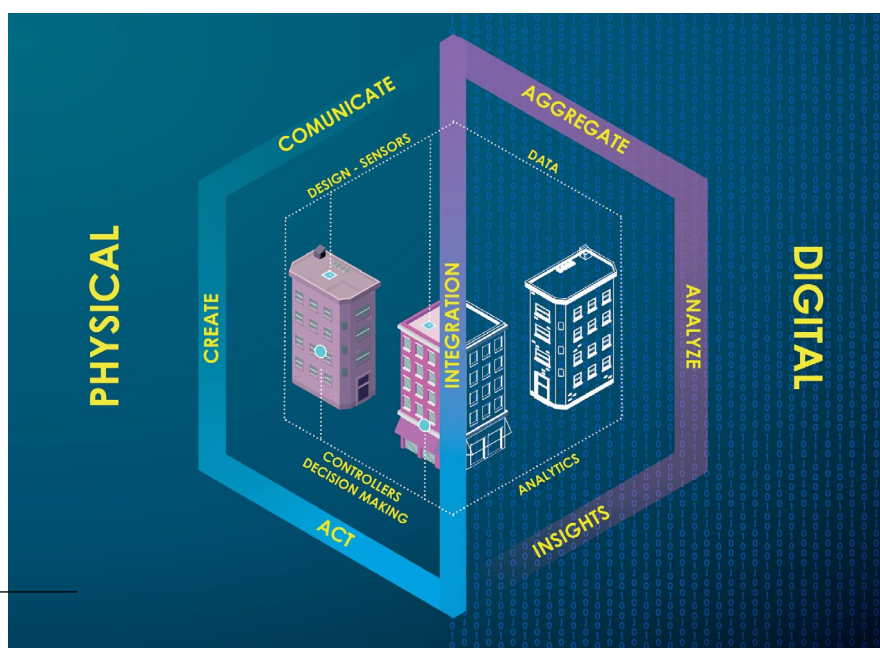 PHYSICAL
COMUNICATE
CREATE
ACT
DESIGN - SENSORS
CONTROLLERS
DECISION MAKING
INTEGRATION
DATA
ANALYTICS
AGGREGATE
ANALYZE
INSIGHTS
DIGITAL